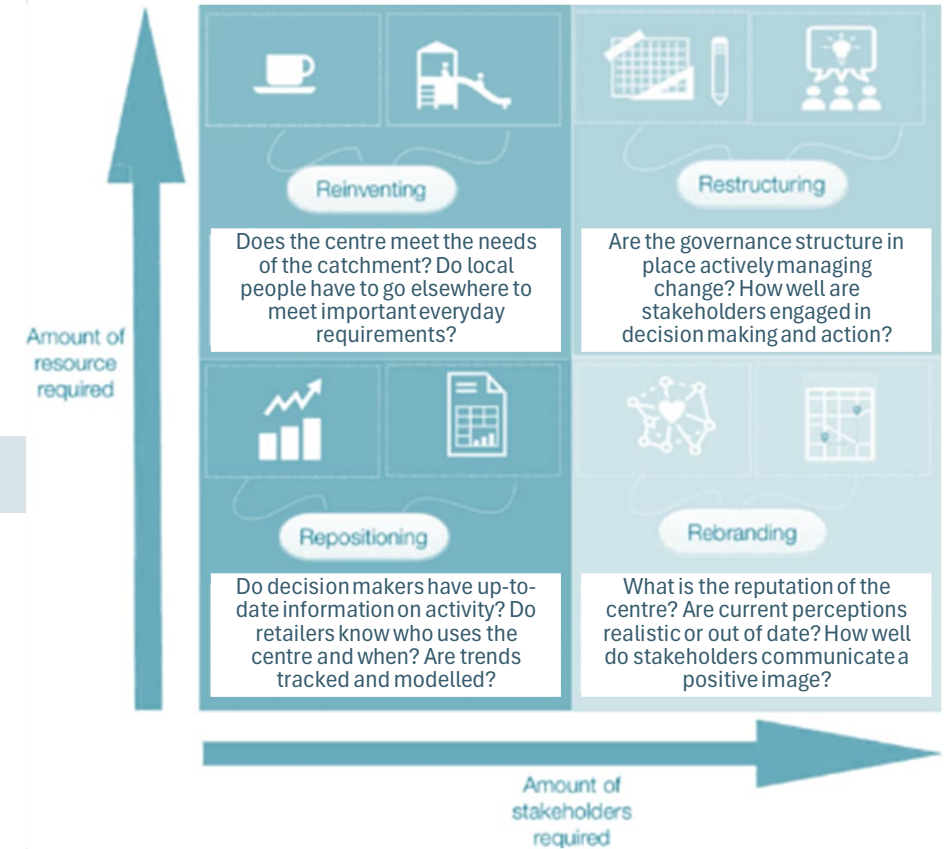 Reinventing
Does the centre meet the needs
of the catchment? Do local
people have to go elsewhere to
meet important everyday
requirements?
Restructuring
Are the governance structure in
place actively managing
change? How well are
stakeholders engaged in
decision making and action?
Amount of
resource
required
Repositioning
Do decision makers have up-to-
date information on activity? Do
retailers know who uses the
centre and when? Are trends
tracked and modelled?
Rebranding
What is the reputation of the
centre? Are current perceptions
realistic or out of date? How well
do stakeholders communicate a
positive image?
Amount of
stakeholders
required